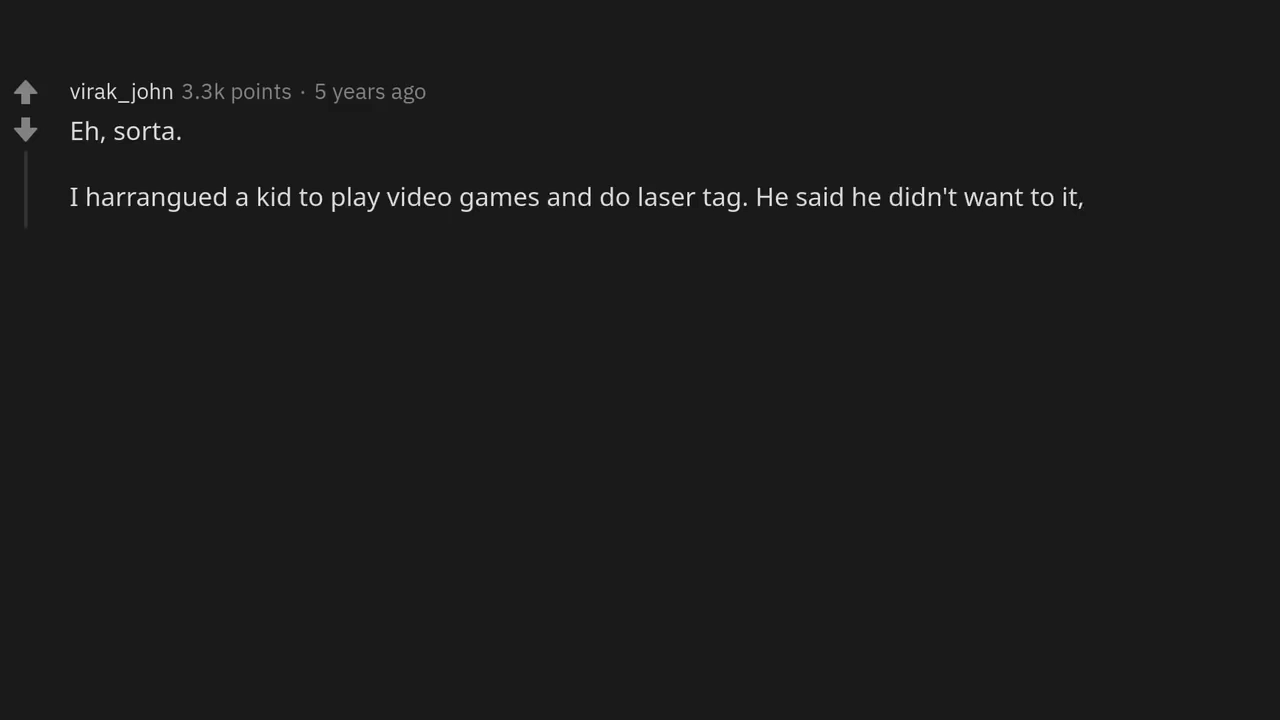 virak_john 3.3k points · 5 years ago
Eh, sorta.
I harrangued a kid to play video games and do laser tag. He said he didn't want to it,